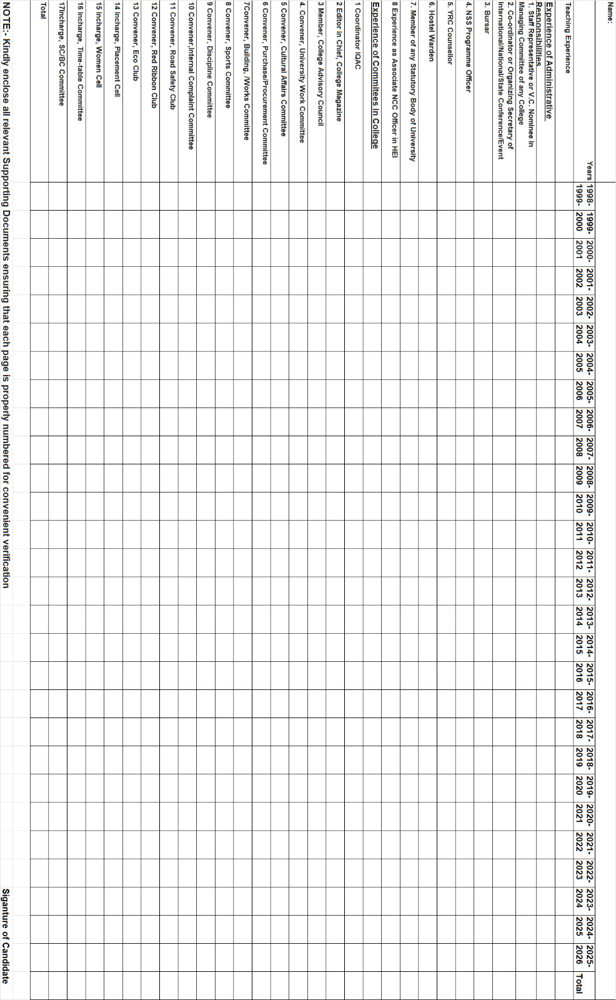 Name:
Years 1998-1999- 1999-2000 2000-2001 2001-2002 2002-2003 2003-2004 2004-2005 2005-2006 2006-2007 2007-2008 2008-2009 2009-2010 2010-2011 2011-2012 2012-2013 2013-2014 2014-2015 2015-2016 2016-2017 2017-2018 2018-2019 2019-2020 2020-2021 2021-2022 2022-2023 2023-2024 2024-2025 2025-2026 Total
Teaching Experience
Experience of Administrative
Responsibilities
1. Staff Representative or V.C. Nominee in
Managing Committee of any College
2. Co-ordinator or Organizing Secretary of
International/National/State Conference/Event
3. Bursar
4. NSS Programme Officer
5. YRC Counsellor
6. Hostel Warden
7. Member of any Statutory Body of University
8 Experience as Associate NCC Officer in HEI
Experience of Commitees in College
1 Coordinator IQAC
2 Editor in Chief, College Magazine
3 Member, College Advisory Council
4. Convener, University Work Committee
5 Convener, Cultural Affairs Committee
6 Convener, Purchase/Procurement Committee
7Convener, Building, /Works Committee
8 Convener, Sports Committee
9 Convener, Discipline Committee
10 Convener,Internal Complaint Committee
11 Convener, Road Safety Club
12 Convener, Red Ribbon Club
13 Convener, Eco Club
14 Incharge, Placement Cell
15 Incharge, Women Cell
16 Incharge, Time-table Committee
17Incharge, SC/BC Committee
Total
NOTE:- Kindly enclose all relevant Supporting Documents ensuring that each page is properly numbered for convenient verification
Siganture of Candidate